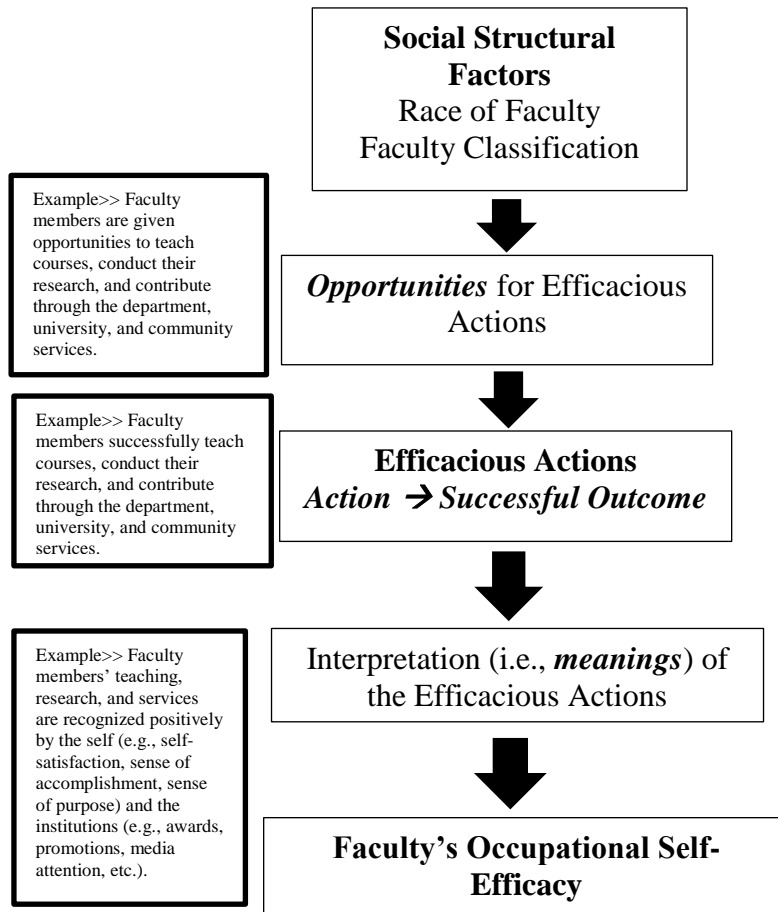 Social Structural
Factors
Race of Faculty
Faculty Classification
Example>> Faculty
members are given
opportunities to teach
courses, conduct their
research, and contribute
through the department,
university, and community
services.
Opportunities for Efficacious
Actions
Example>> Faculty
members successfully teach
courses, conduct their
research, and contribute
through the department,
university, and community
services.
Efficacious Actions
Action → Successful Outcome
Example>> Faculty
members’ teaching,
research, and services
are recognized positively
by the self (e.g., self-
satisfaction, sense of
accomplishment, sense
of purpose) and the
institutions (e.g., awards,
promotions, media
attention, etc.).
Interpretation (i.e., meanings) of
the Efficacious Actions
Faculty’s Occupational Self-
Efficacy